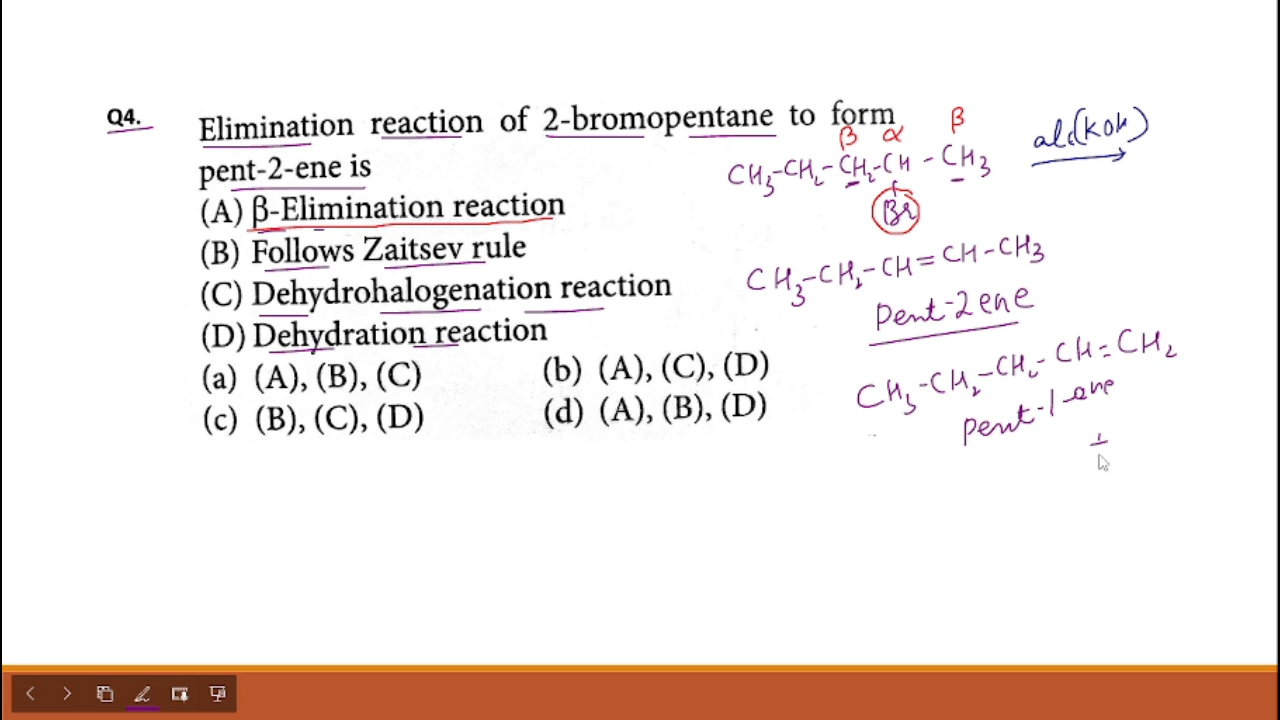 Q4. Elimination reaction of 2-bromopentane to form
pent-2-ene is
(A) β-Elimination reaction
(B) Follows Zaitsev rule
(C) Dehydrohalogenation reaction
(D) Dehydration reaction
(a) (A), (B), (C) (b) (A), (C), (D)
(c) (B), (C), (D) (d) (A), (B), (D)
β α β
CH₃-CH₂-CH₂-CH-CH₃ alc(KOH)
Br
CH₃-CH₂-CH=CH-CH₃
Pent-2ene
CH₃-CH₂-CH₂-CH=CH₂
Pent-1-ene